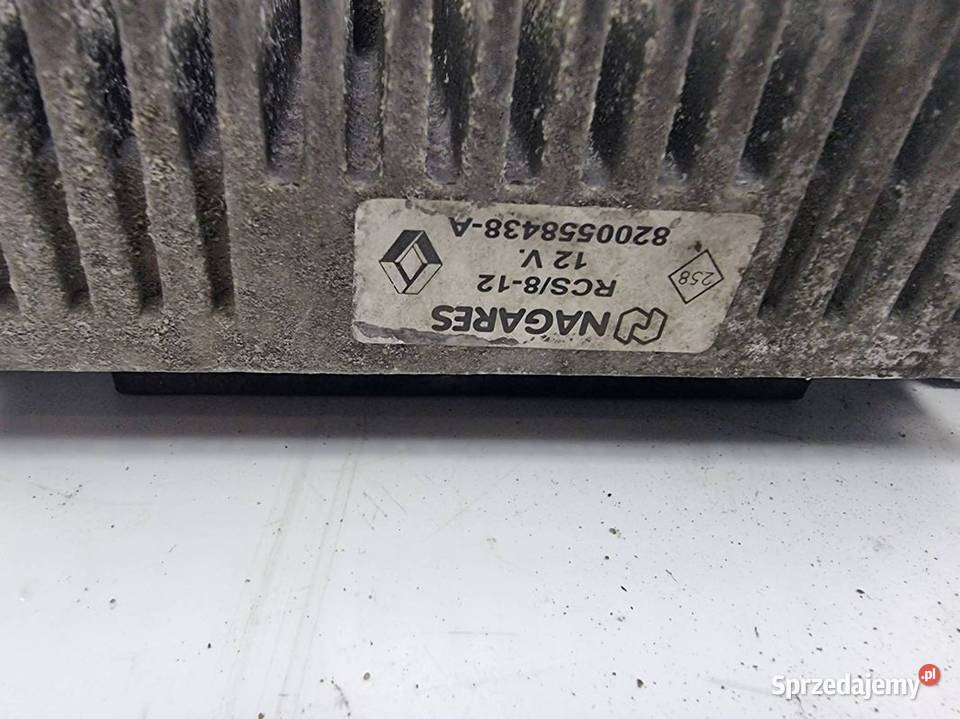 NAGARES
RCS/8-12
12 V.
8200558438-A
258
Sprzedajemy.pl